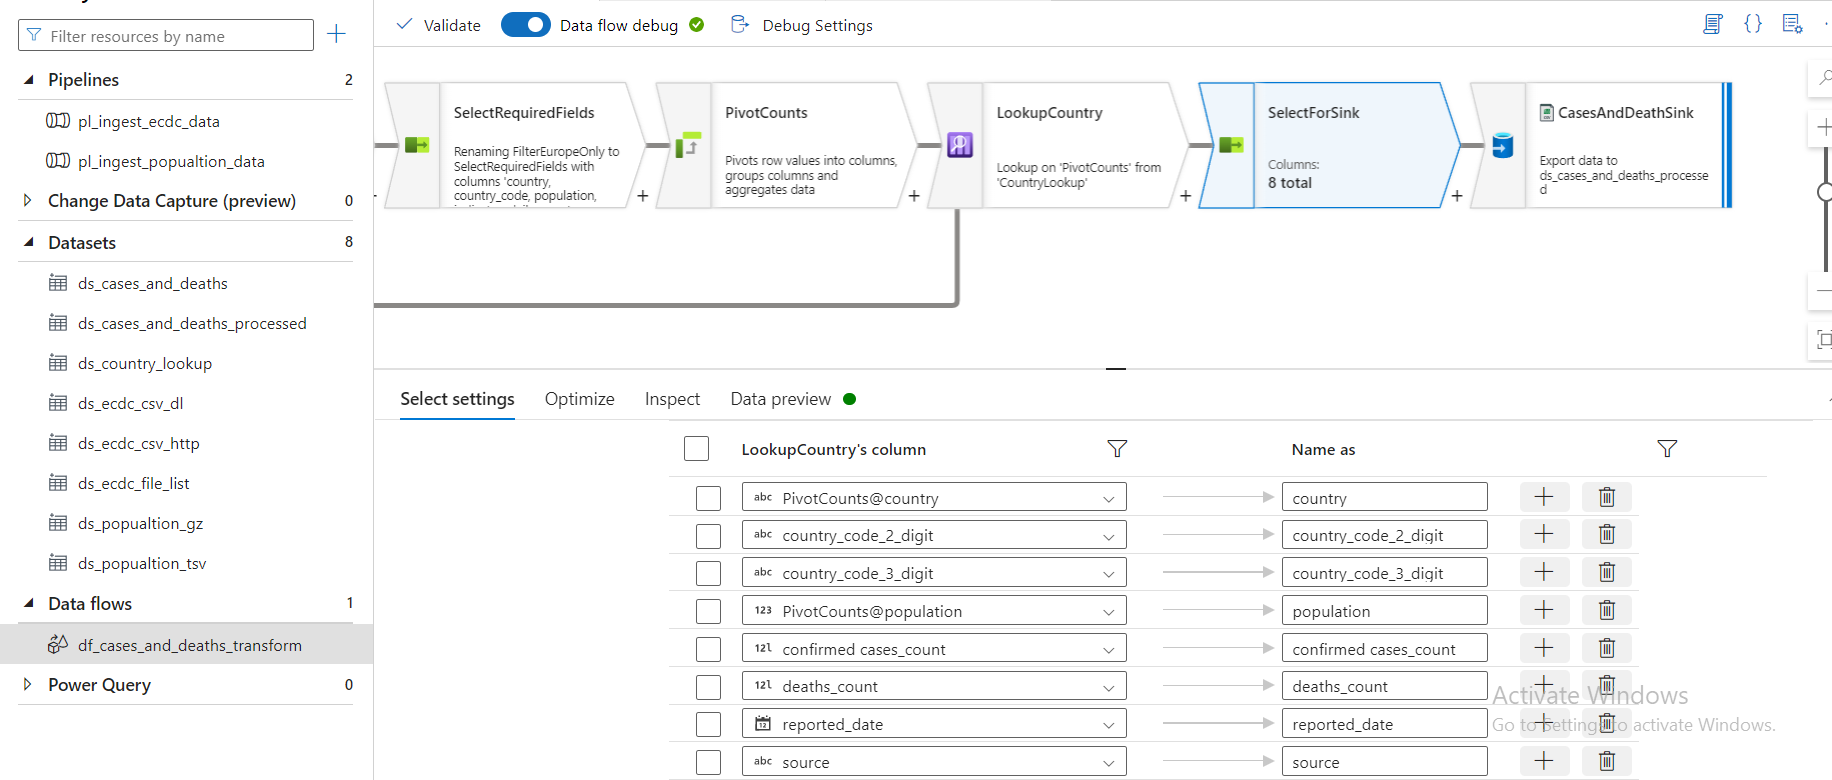 Filter resources by name
Pipelines 2
pl_ingest_ecdc_data
pl_ingest_popualtion_data
Change Data Capture (preview) 0
Datasets 8
ds_cases_and_deaths
ds_cases_and_deaths_processed
ds_country_lookup
ds_ecdc_csv_dl
ds_ecdc_csv_http
ds_ecdc_file_list
ds_popualtion_gz
ds_popualtion_tsv
Data flows 1
df_cases_and_deaths_transform
Power Query 0
Validate Data flow debug Debug Settings
SelectRequiredFields
Renaming FilterEuropeOnly to
SelectRequiredFields with
columns 'country,
country_code, population,
PivotCounts
Pivots row values into columns,
groups columns and
aggregates data
LookupCountry
Lookup on 'PivotCounts' from
'CountryLookup'
SelectForSink
Columns:
8 total
CasesAndDeathSink
Export data to
ds_cases_and_deaths_processe
d
Select settings Optimize Inspect Data preview
LookupCountry's column Name as
abc PivotCounts@country country
abc country_code_2_digit country_code_2_digit
abc country_code_3_digit country_code_3_digit
123 PivotCounts@population population
12l confirmed cases_count confirmed cases_count
12l deaths_count deaths_count
12 reported_date reported_date
abc source source
Activate Windows
Go to Settings to activate Windows.